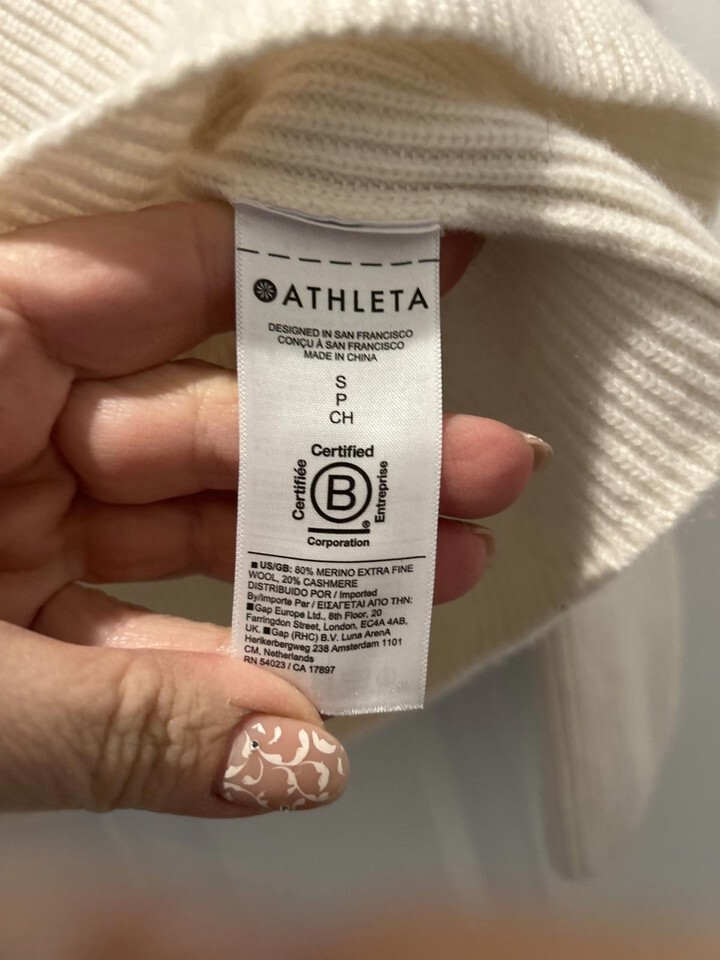 ATHLETA
DESIGNED IN SAN FRANCISCO
CONÇU À SAN FRANCISCO
MADE IN CHINA
S
P
CH
Certified
Certifiée
B
Entreprise
®
Corporation
■ US/GB: 80% MERINO EXTRA FINE
WOOL, 20% CASHMERE
DISTRIBUIDO POR / Imported
By/Importe Par / ΕΙΣΑΓΕΤΑΙ ΑΠΟ ΤΗΝ:
■Gap Europe Ltd., 8th Floor, 20
Farringdon Street, London, EC4A 4AB,
UK. ■Gap (RHC) B.V. Luna ArenA
Herikerbergweg 238 Amsterdam 1101
CM, Netherlands
RN 54023 / CA 17897